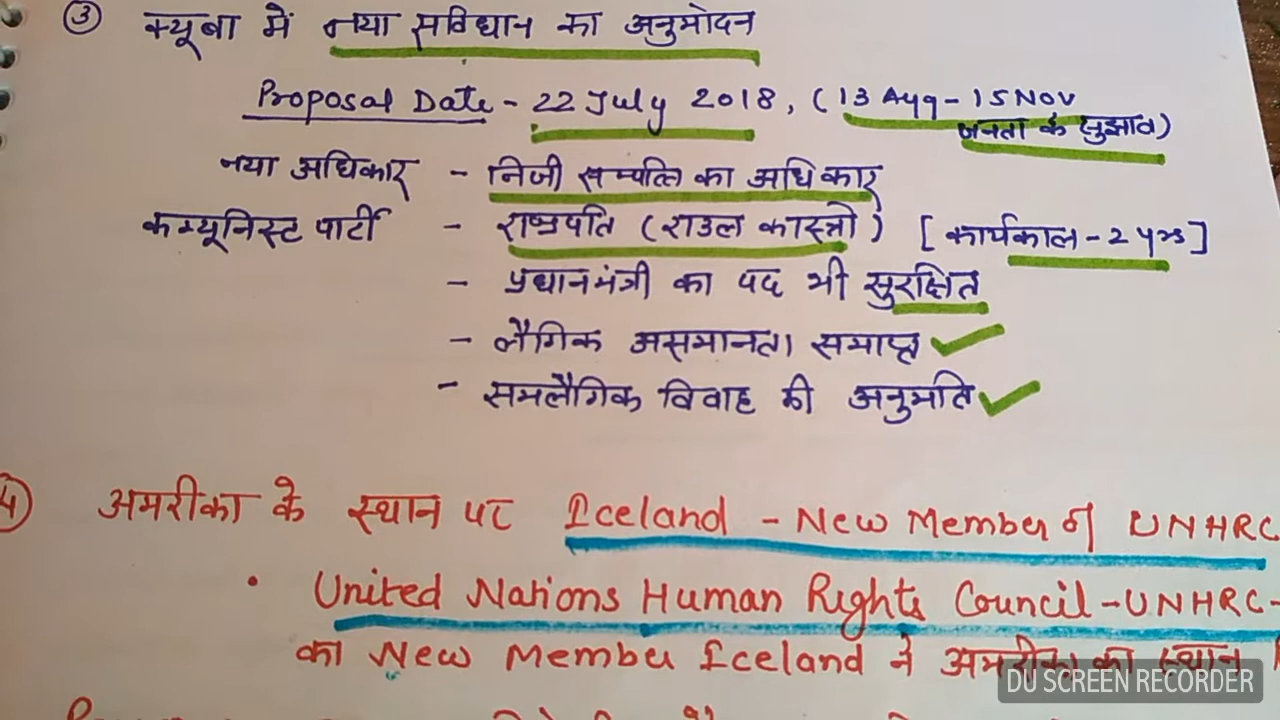 ③ क्यूबा में नया सविधान का अनुमोदन
Proposal Date - 22 July 2018, (13 Aug - 15 NOV
जनता के सुझाव)
नया अधिकार - निजी सम्पत्ति का अधिकार
कम्यूनिस्ट पार्टी - राष्ट्रपति (राउल कास्त्रो) [कार्यकाल - 2 yrs]
- प्रधानमंत्री का पद भी सुरक्षित
- लैगिक असमानता समाप्त ✓
- समलैगिक विवाह की अनुमति ✓
4 अमरीका के स्थान पर Iceland - New Member of UNHRC
• United Nations Human Rights Council - UNHRC -
का New Member Iceland ने अमरीका का स्थान
DU SCREEN RECORDER